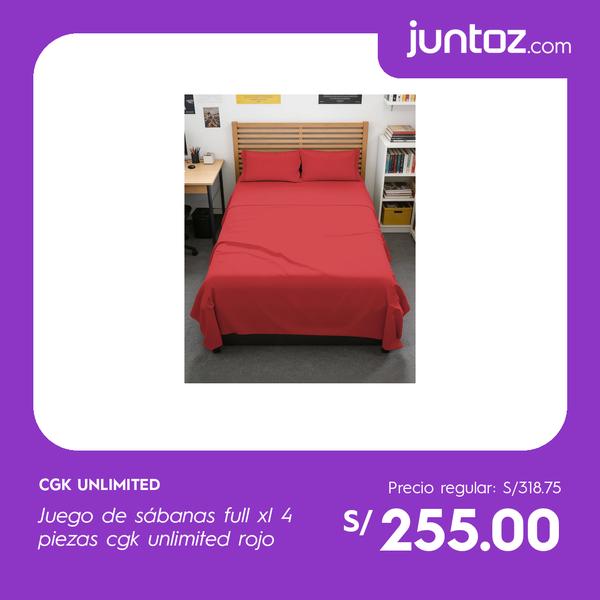 juntoz.com
CGK UNLIMITED
Juego de sábanas full xl 4
piezas cgk unlimited rojo
Precio regular: S/318.75
S/ 255.00